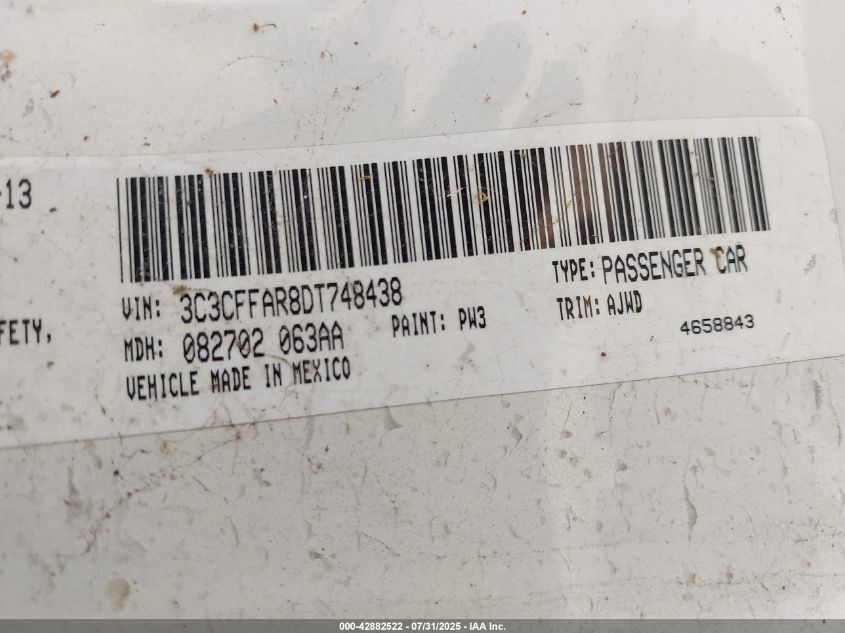 -13
FETY,
VIN: 3C3CFFAR8DT748438
TYPE: PASSENGER CAR
MDH: 082702 063AA
PAINT: PW3
TRIM: AJWD
VEHICLE MADE IN MEXICO
4658843
000-42882522 - 07/31/2025 - IAA Inc.